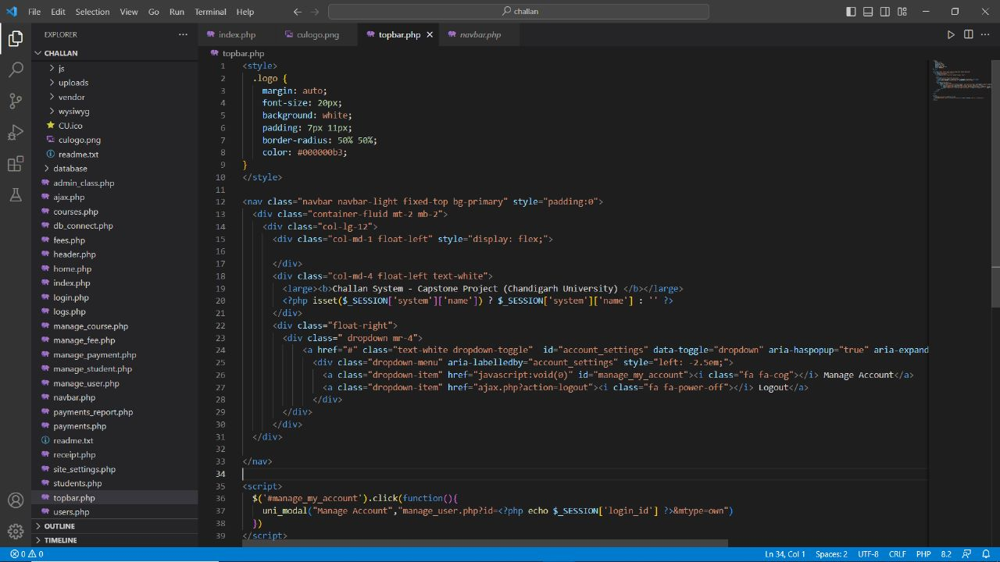 File Edit Selection View Go Run Terminal Help
challan
EXPLORER
CHALLAN
js
uploads
vendor
wysiwyg
CU.ico
culogo.png
readme.txt
database
admin_class.php
ajax.php
courses.php
db_connect.php
fees.php
header.php
home.php
index.php
login.php
logs.php
manage_course.php
manage_fee.php
manage_payment.php
manage_student.php
manage_user.php
navbar.php
payments_report.php
payments.php
readme.txt
receipt.php
site_settings.php
students.php
topbar.php
users.php
OUTLINE
TIMELINE
index.php culogo.png topbar.php navbar.php
topbar.php
1 <style>
2 .logo {
3 margin: auto;
4 font-size: 20px;
5 background: white;
6 padding: 7px 11px;
7 border-radius: 50% 50%;
8 color: #000000b3;
9 }
10 </style>
11
12 <nav class="navbar navbar-light fixed-top bg-primary" style="padding:0">
13 <div class="container-fluid mt-2 mb-2">
14 <div class="col-lg-12">
15 <div class="col-md-1 float-left" style="display: flex;">
16
17 </div>
18 <div class="col-md-4 float-left text-white">
19 <large><b>Challan System - Capstone Project (Chandigarh University) </b></large>
20 <?php isset($_SESSION['system']['name']) ? $_SESSION['system']['name'] : '' ?>
21 </div>
22 <div class="float-right">
23 <div class=" dropdown mr-4">
24 <a href="#" class="text-white dropdown-toggle"  id="account_settings" data-toggle="dropdown" aria-haspopup="true" aria-expand
25 <div class="dropdown-menu" aria-labelledby="account_settings" style="left: -2.5em;">
26 <a class="dropdown-item" href="javascript:void(0)" id="manage_my_account"><i class="fa fa-cog"></i> Manage Account</a>
27 <a class="dropdown-item" href="ajax.php?action=logout"><i class="fa fa-power-off"></i> Logout</a>
28 </div>
29 </div>
30 </div>
31 </div>
32
33 </nav>
34
35 <script>
36 $('#manage_my_account').click(function(){
37 uni_modal("Manage Account","manage_user.php?id=<?php echo $_SESSION['login_id'] ?>&mtype=own")
38 })
39 </script>
0 0 Ln 34, Col 1 Spaces: 2 UTF-8 CRLF PHP 8.2